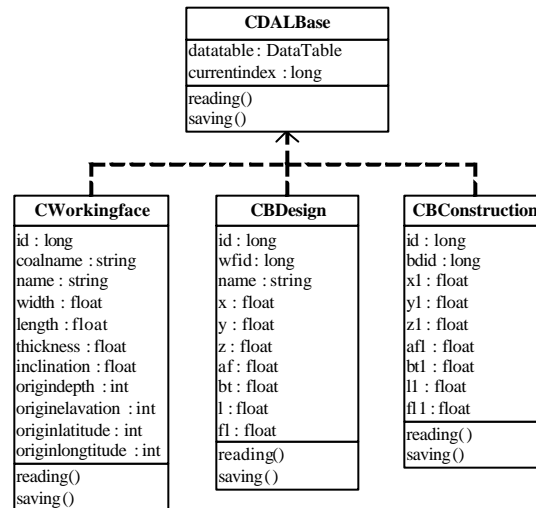 CDALBase
datatable : DataTable
currentindex : long
reading()
saving()
CWorkingface
id : long
coalname : string
name : string
width : float
length : float
thickness : float
inclination : float
origindepth : int
originelavation : int
originlatitude : int
originlongtitude : int
reading()
saving()
CBDesign
id : long
wfid : long
name : string
x : float
y : float
z : float
af : float
bt : float
l : float
fl : float
reading()
saving()
CBConstruction
id : long
bdid : long
x1 : float
y1 : float
z1 : float
af1 : float
bt1 : float
l1 : float
fl1 : float
reading()
saving()